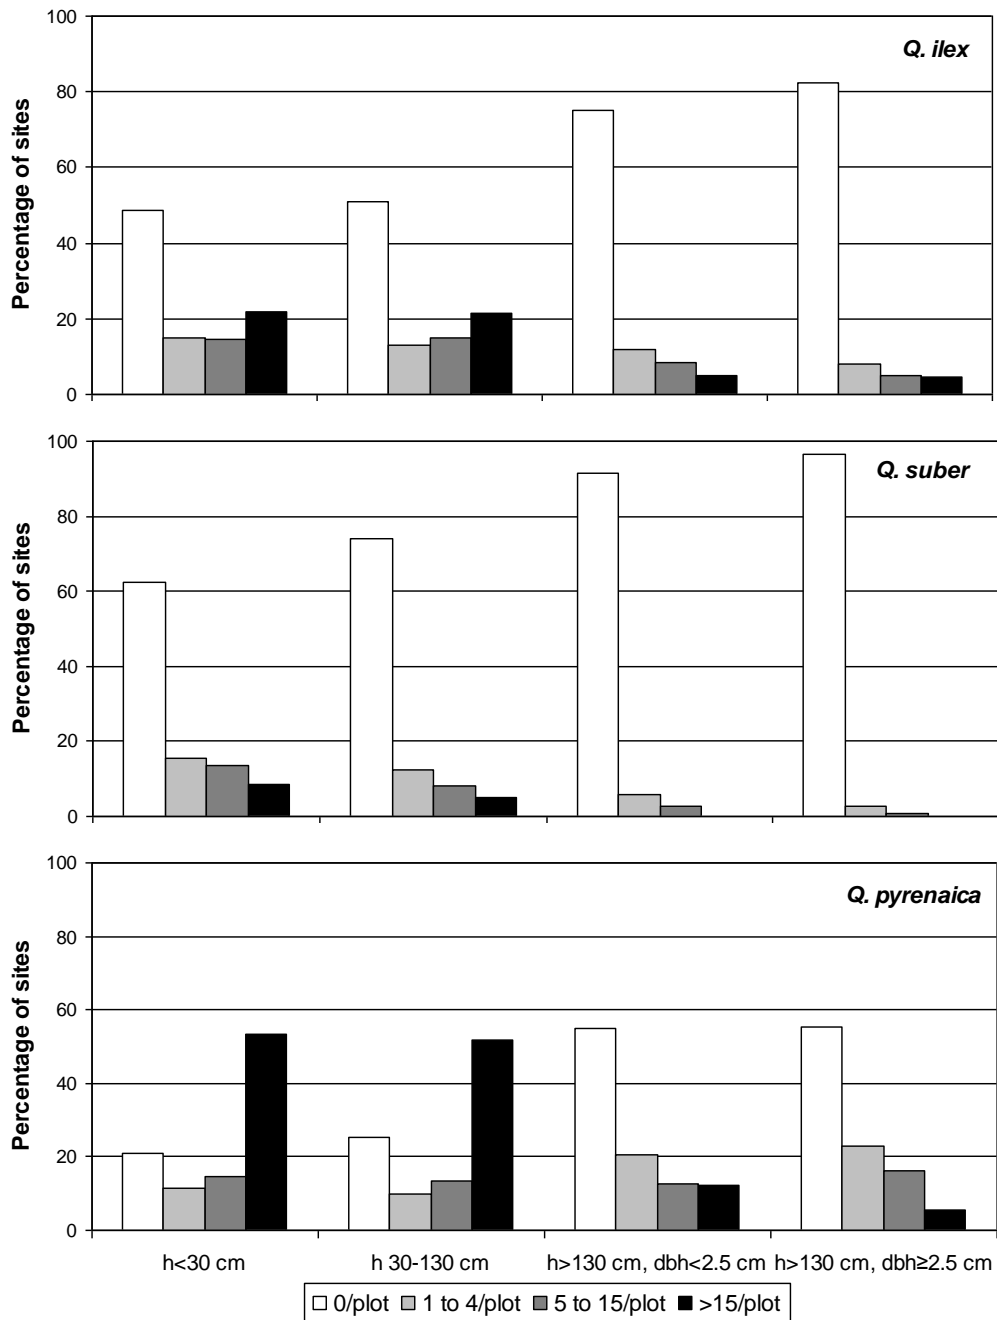 100
80
60
40
20
0
Percentage of sites
Q. ilex
100
80
60
40
20
0
Percentage of sites
Q. suber
100
80
60
40
20
0
Percentage of sites
Q. pyrenaica
h<30 cm
h 30-130 cm
h>130 cm, dbh<2.5 cm
h>130 cm, dbh≥2.5 cm
0/plot
1 to 4/plot
5 to 15/plot
>15/plot